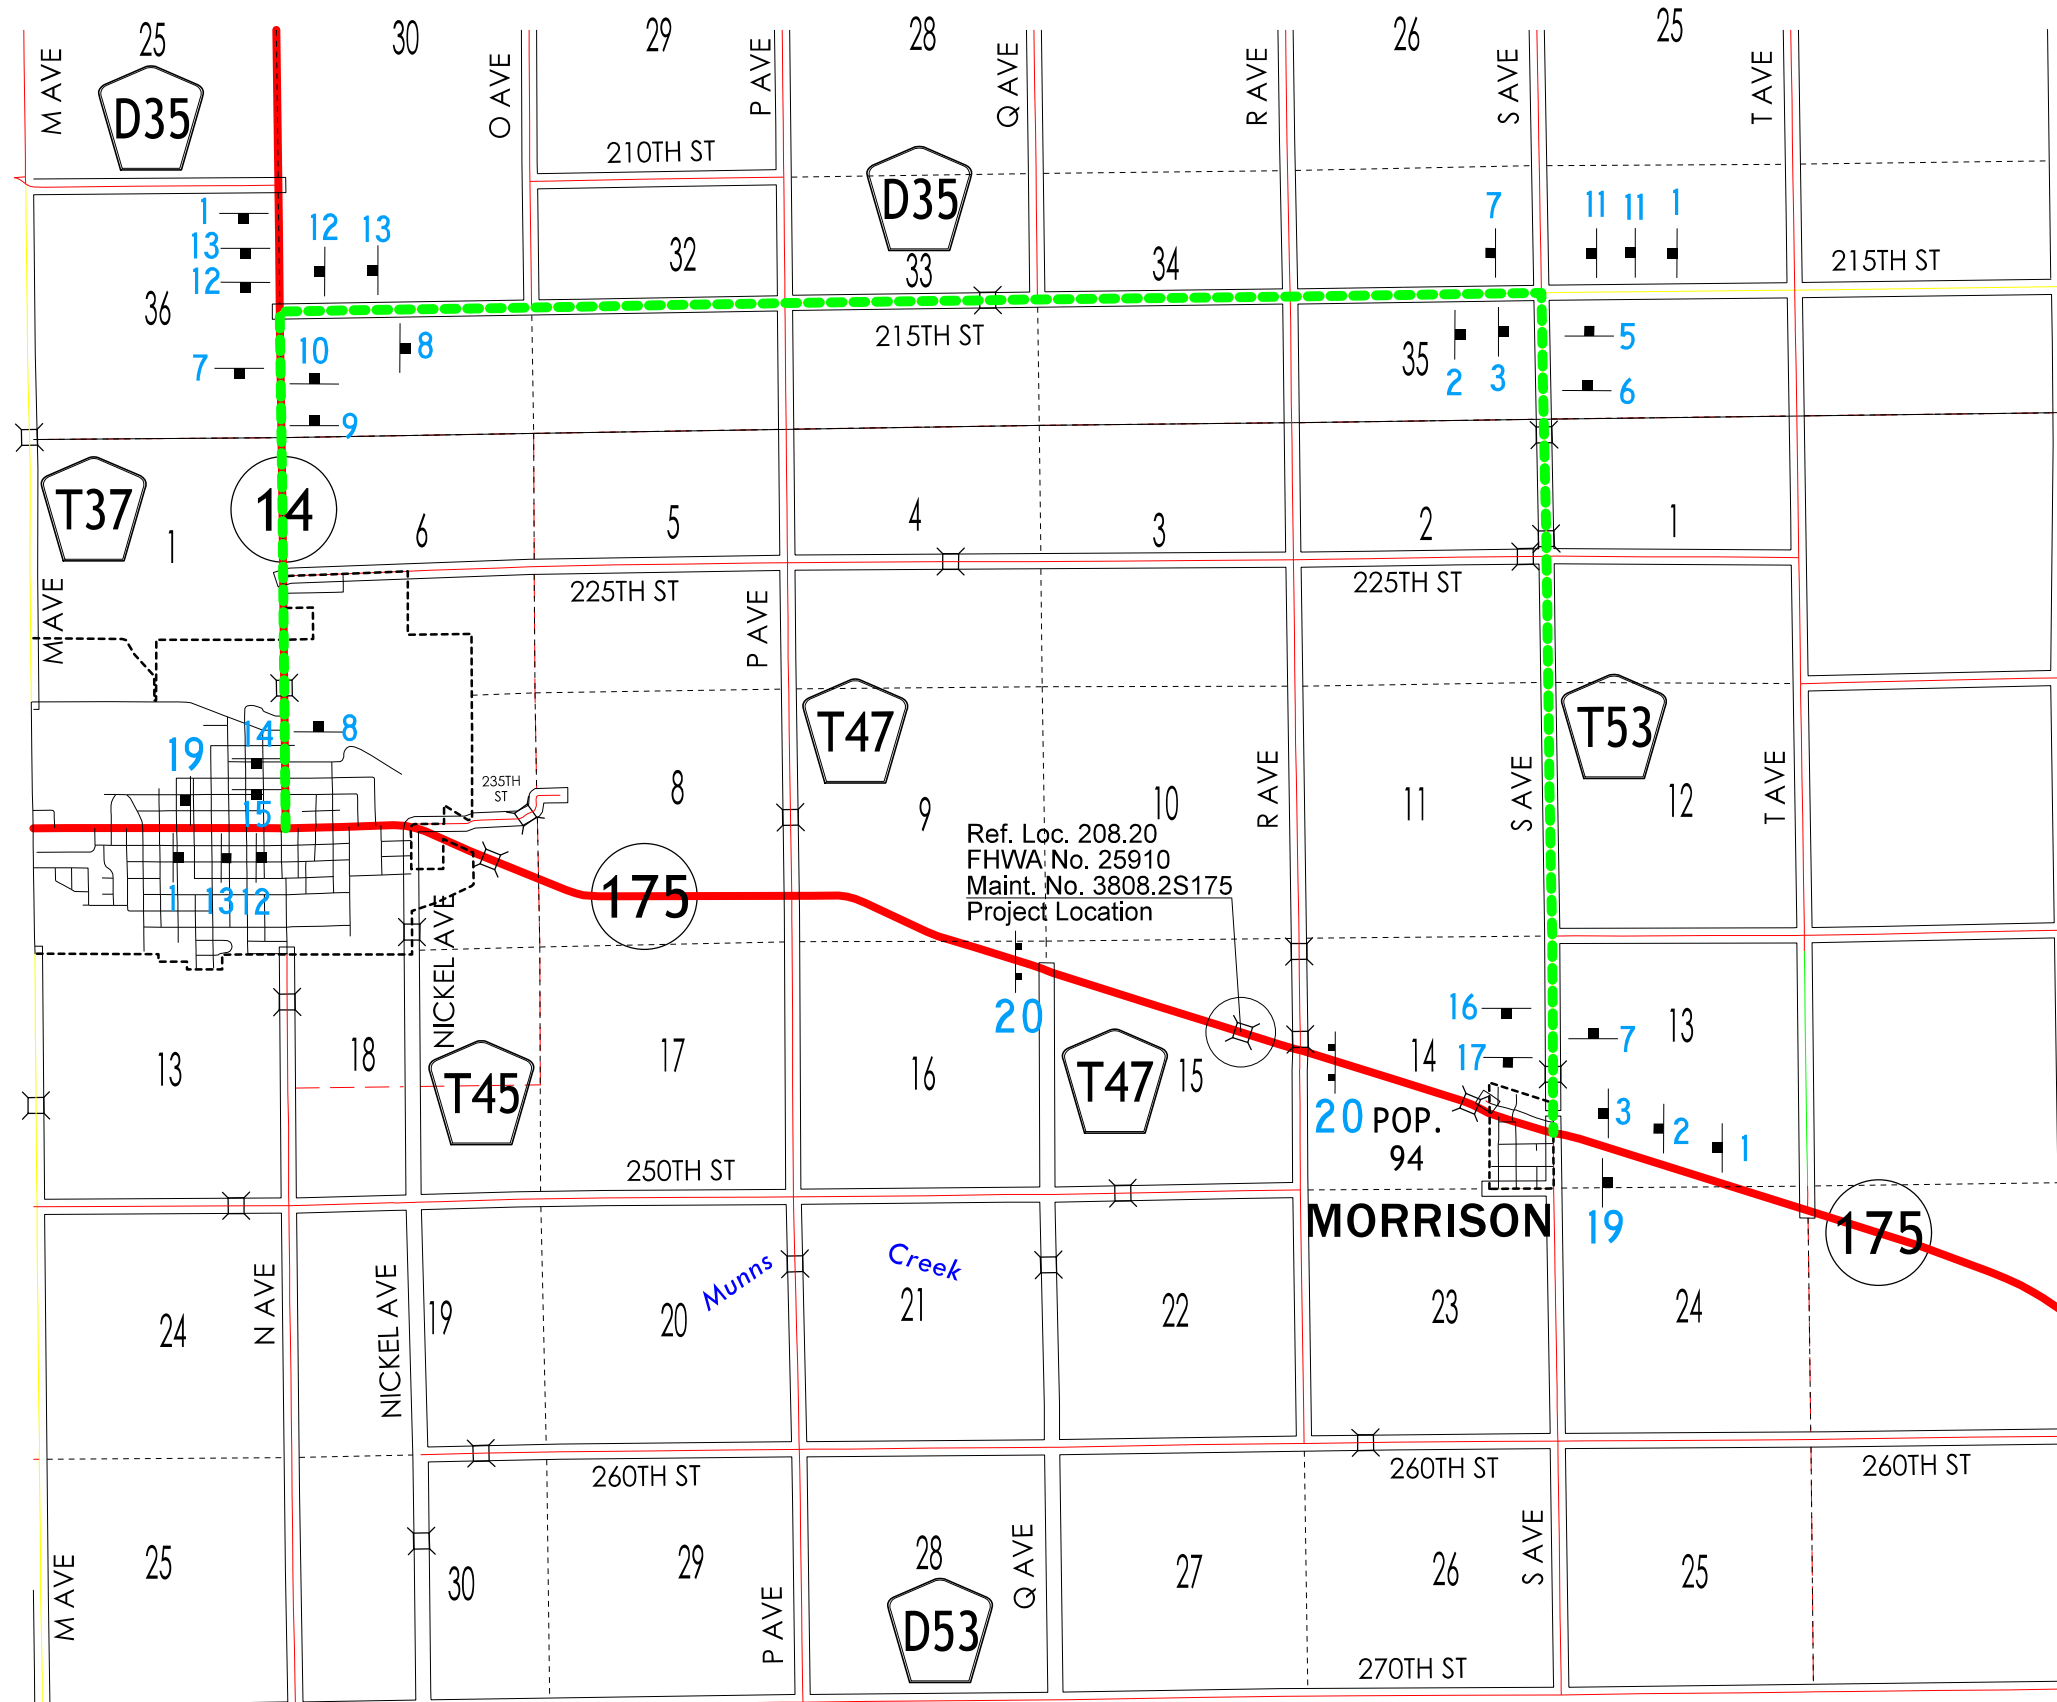 25
30
29
28
26
25
M AVE
O AVE
P AVE
Q AVE
R AVE
S AVE
T AVE
D35
210TH ST
D35
1
13
12
12
13
32
33
34
7
11
11
1
215TH ST
36
215TH ST
10
8
7
9
35
2
3
5
6
T37
14
1
6
5
4
3
2
1
225TH ST
225TH ST
M AVE
P AVE
T47
T53
14
8
19
15
235TH
ST
8
9
10
11
12
R AVE
S AVE
T AVE
Ref. Loc. 208.20
FHWA No. 25910
Maint. No. 3808.2S175
Project Location
175
1
13
12
NICKEL AVE
20
16
17
7
13
18
17
16
15
14
13
T45
T47
20
POP.
94
3
2
1
250TH ST
MORRISON
19
175
Munns
Creek
N AVE
NICKEL AVE
24
19
20
21
22
23
24
260TH ST
260TH ST
260TH ST
M AVE
P AVE
Q AVE
S AVE
25
30
29
28
27
26
25
D53
270TH ST